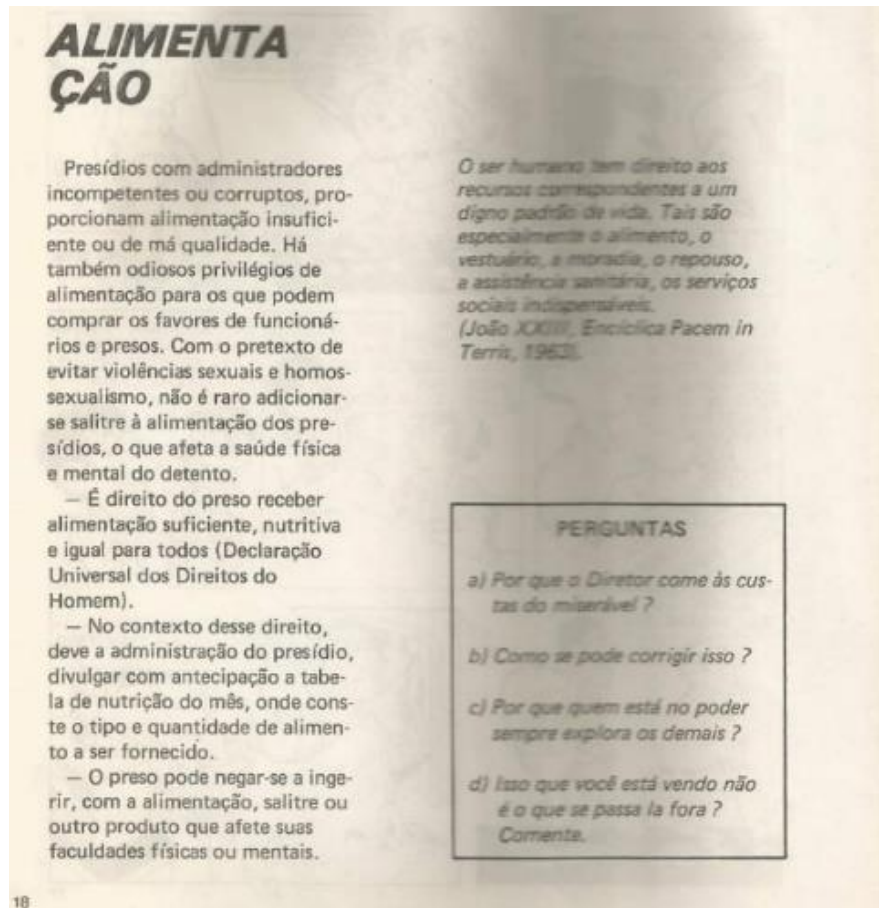 ALIMENTA
ÇÃO
Presídios com administradores
incompetentes ou corruptos, pro-
porcionam alimentação insufici-
ente ou de má qualidade. Há
também odiosos privilégios de
alimentação para os que podem
comprar os favores de funcioná-
rios e presos. Com o pretexto de
evitar violências sexuais e homos-
sexualismo, não é raro adicionar-
se salitre à alimentação dos pre-
sídios, o que afeta a saúde física
e mental do detento.
— É direito do preso receber
alimentação suficiente, nutritiva
e igual para todos (Declaração
Universal dos Direitos do
Homem).
— No contexto desse direito,
deve a administração do presídio,
divulgar com antecipação a tabe-
la de nutrição do mês, onde cons-
te o tipo e quantidade de alimen-
to a ser fornecido.
— O preso pode negar-se a inge-
rir, com a alimentação, salitre ou
outro produto que afete suas
faculdades físicas ou mentais.
O ser humano tem direito aos
recursos correspondentes a um
digno padrão de vida. Tais são
especialmente o alimento, o
vestuário, a moradia, o repouso,
a assistência sanitária, os serviços
sociais indispensáveis.
(João XXIII, Encíclica Pacem in
Terris, 1963).
PERGUNTAS
a) Por que o Diretor come às cus-
tas do miserável ?
b) Como se pode corrigir isso ?
c) Por que quem está no poder
sempre explora os demais ?
d) Isso que você está vendo não
é o que se passa la fora ?
Comente.
18